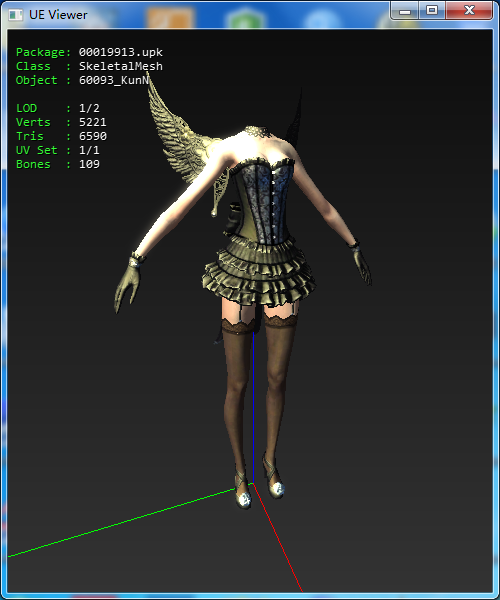 UE Viewer
Package: 00019913.upk
Class : SkeletalMesh
Object : 60093_KunN
LOD : 1/2
Verts : 5221
Tris : 6590
UV Set : 1/1
Bones : 109